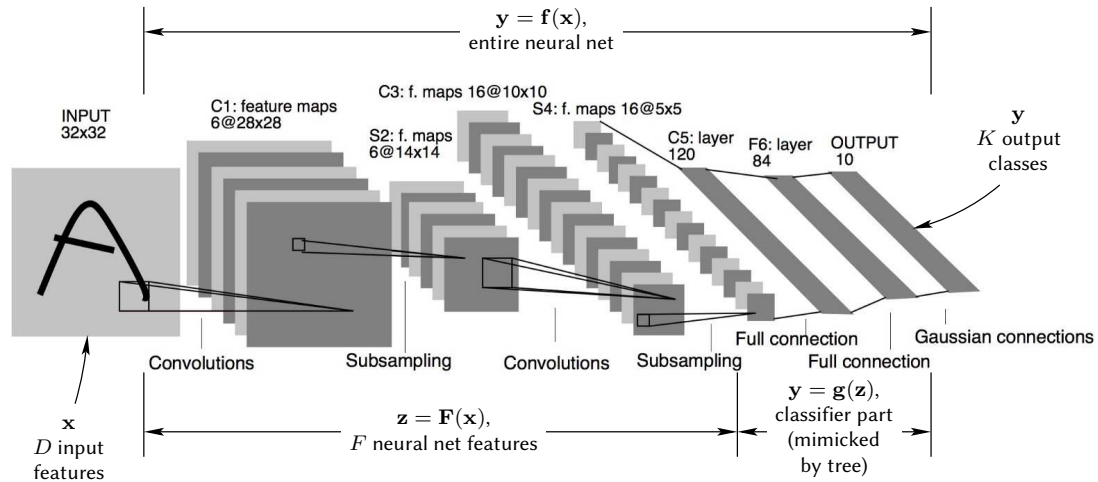 y = f(x),
entire neural net
INPUT
32x32
C1: feature maps
6@28x28
S2: f. maps
6@14x14
C3: f. maps 16@10x10
S4: f. maps 16@5x5
C5: layer
120
F6: layer
84
OUTPUT
10
y
K output
classes
Convolutions
Subsampling
Convolutions
Subsampling
Full connection
Full connection
Gaussian connections
x
D input
features
z = F(x),
F neural net features
y = g(z),
classifier part
(mimicked
by tree)